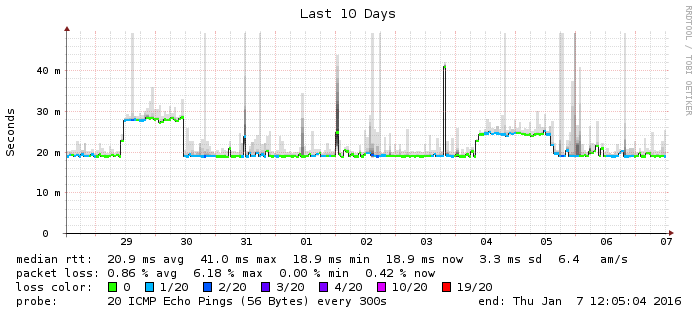 Last 10 Days
RRDTOOL / TOBI OETIKER
Seconds
40 m
30 m
20 m
10 m
0
29 30 31 01 02 03 04 05 06 07
median rtt: 20.9 ms avg 41.0 ms max 18.9 ms min 18.9 ms now 3.3 ms sd 6.4 am/s
packet loss: 0.86 % avg 6.18 % max 0.00 % min 0.42 % now
loss color: 0 1/20 2/20 3/20 4/20 10/20 19/20
probe: 20 ICMP Echo Pings (56 Bytes) every 300s end: Thu Jan 7 12:05:04 2016